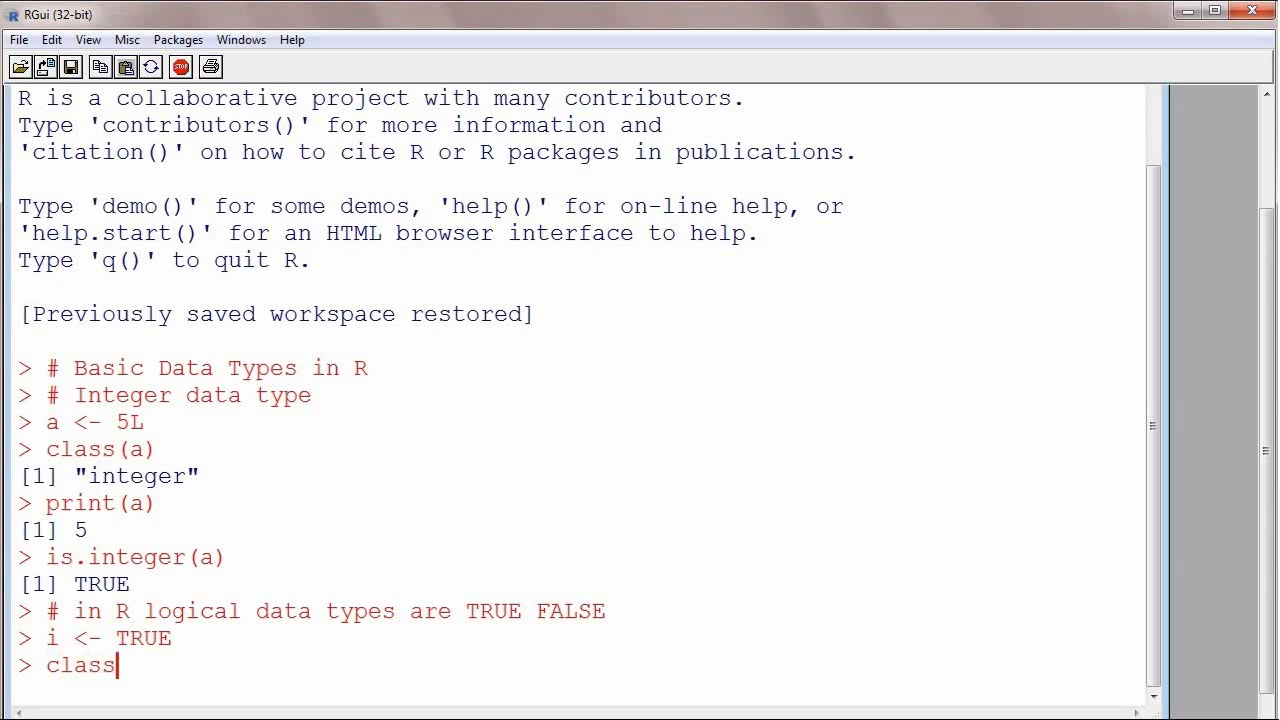 RGui (32-bit)
File Edit View Misc Packages Windows Help
STOP
R is a collaborative project with many contributors.
Type 'contributors()' for more information and
'citation()' on how to cite R or R packages in publications.
Type 'demo()' for some demos, 'help()' for on-line help, or
'help.start()' for an HTML browser interface to help.
Type 'q()' to quit R.
[Previously saved workspace restored]
> # Basic Data Types in R
> # Integer data type
> a <- 5L
> class(a)
[1] "integer"
> print(a)
[1] 5
> is.integer(a)
[1] TRUE
> # in R logical data types are TRUE FALSE
> i <- TRUE
> class